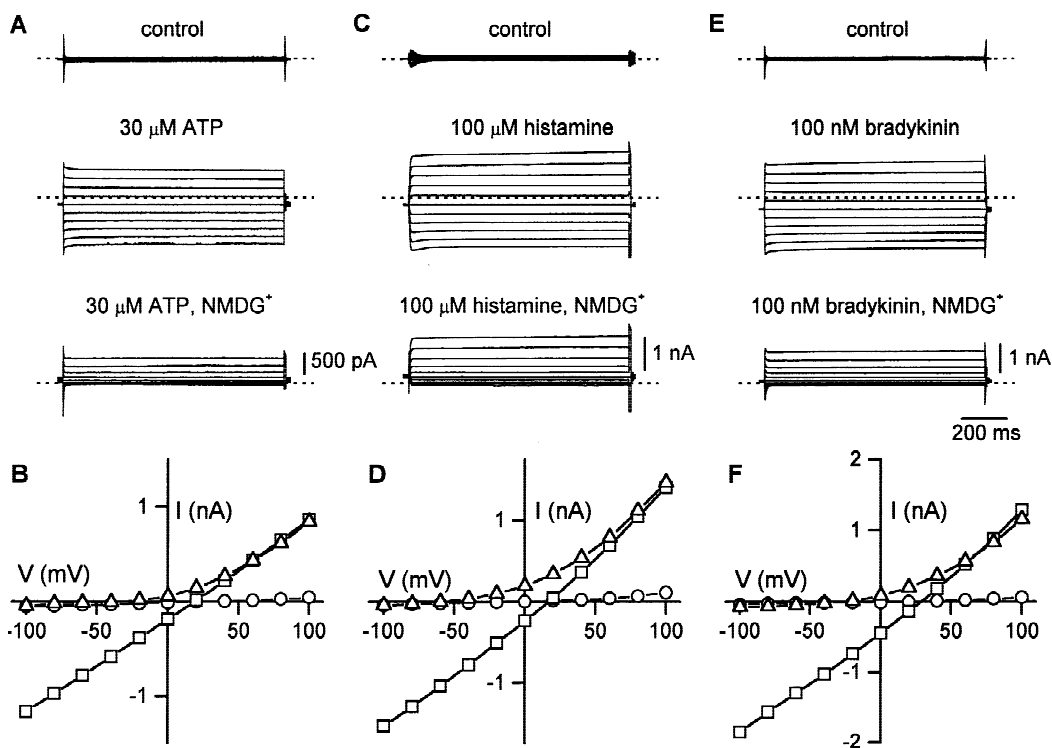 A
control
C
control
E
control
30 μM ATP
100 μM histamine
100 nM bradykinin
30 μM ATP, NMDG⁺
100 μM histamine, NMDG⁺
100 nM bradykinin, NMDG⁺
500 pA
1 nA
1 nA
200 ms
B
I (nA)
V (mV)
1
-1
-100
-50
50
100
D
I (nA)
V (mV)
1
-1
-100
-50
50
100
F
I (nA)
V (mV)
2
1
-1
-2
-100
-50
50
100